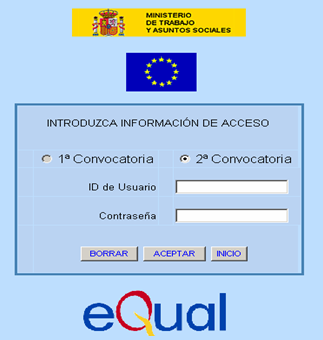 MINISTERIO
DE TRABAJO
Y ASUNTOS SOCIALES
INTRODUZCA INFORMACIÓN DE ACCESO
1ª Convocatoria 2ª Convocatoria
ID de Usuario
Contraseña
BORRAR ACEPTAR INICIO
eQual